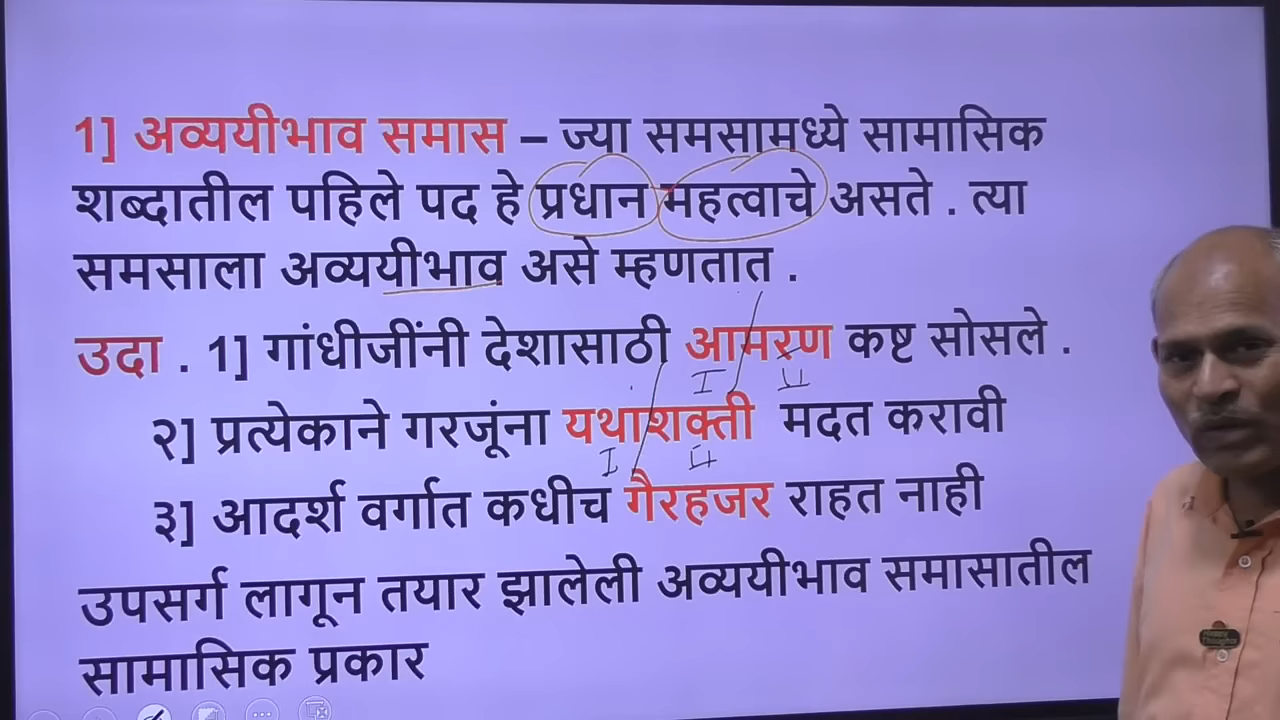 1] अव्ययीभाव समास – ज्या समसामध्ये सामासिक
शब्दातील पहिले पद हे प्रधान महत्वाचे असते . त्या
समसाला अव्ययीभाव असे म्हणतात .
उदा . 1] गांधीजींनी देशासाठी आमरण कष्ट सोसले .
I II
२] प्रत्येकाने गरजूंना यथाशक्ती मदत करावी
I II
३] आदर्श वर्गात कधीच गैरहजर राहत नाही
उपसर्ग लागून तयार झालेली अव्ययीभाव समासातील
सामासिक प्रकार